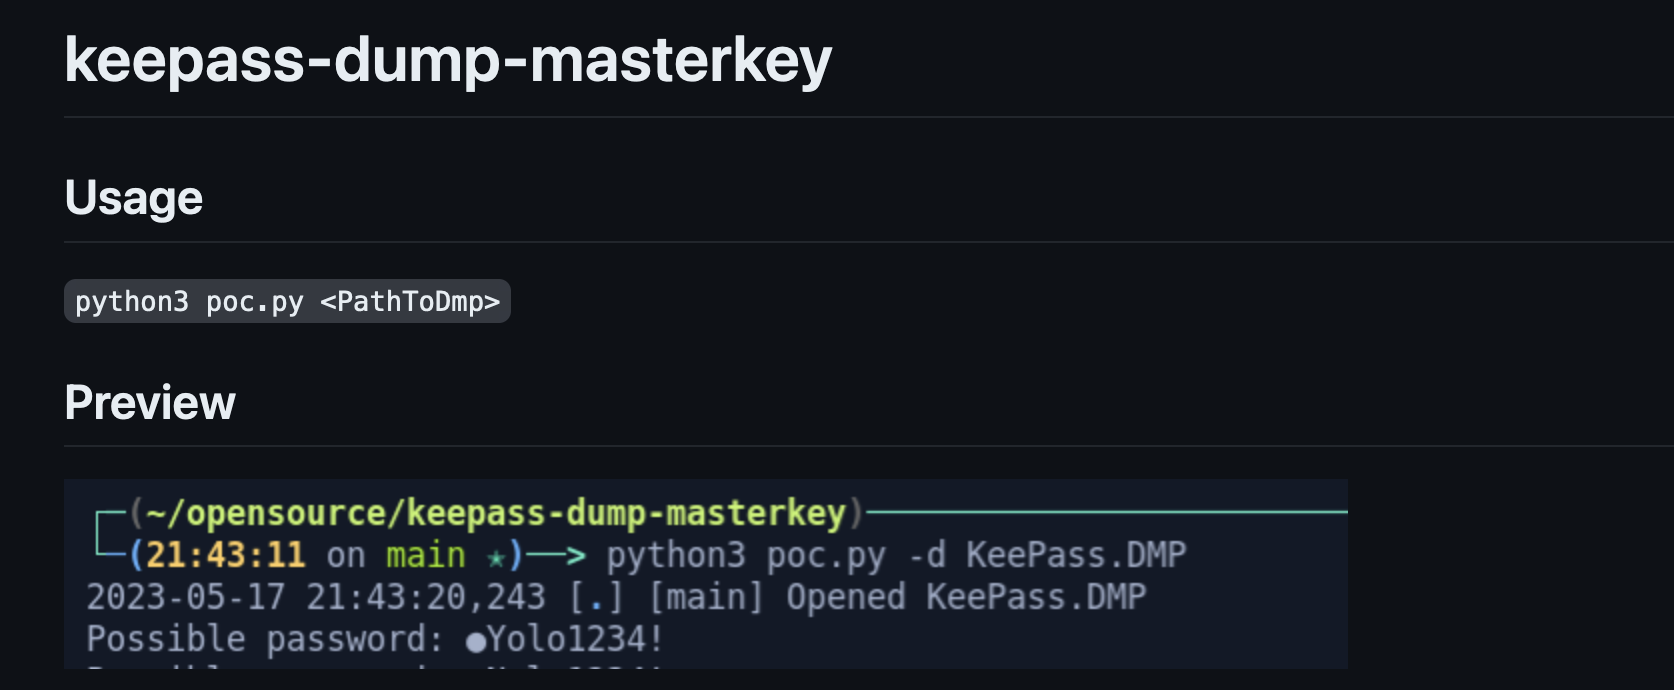 keepass-dump-masterkey
Usage
python3 poc.py <PathToDmp>
Preview
(~/opensource/keepass-dump-masterkey)
(21:43:11 on main ★)──> python3 poc.py -d KeePass.DMP
2023-05-17 21:43:20,243 [.] [main] Opened KeePass.DMP
Possible password: ●Yolo1234!